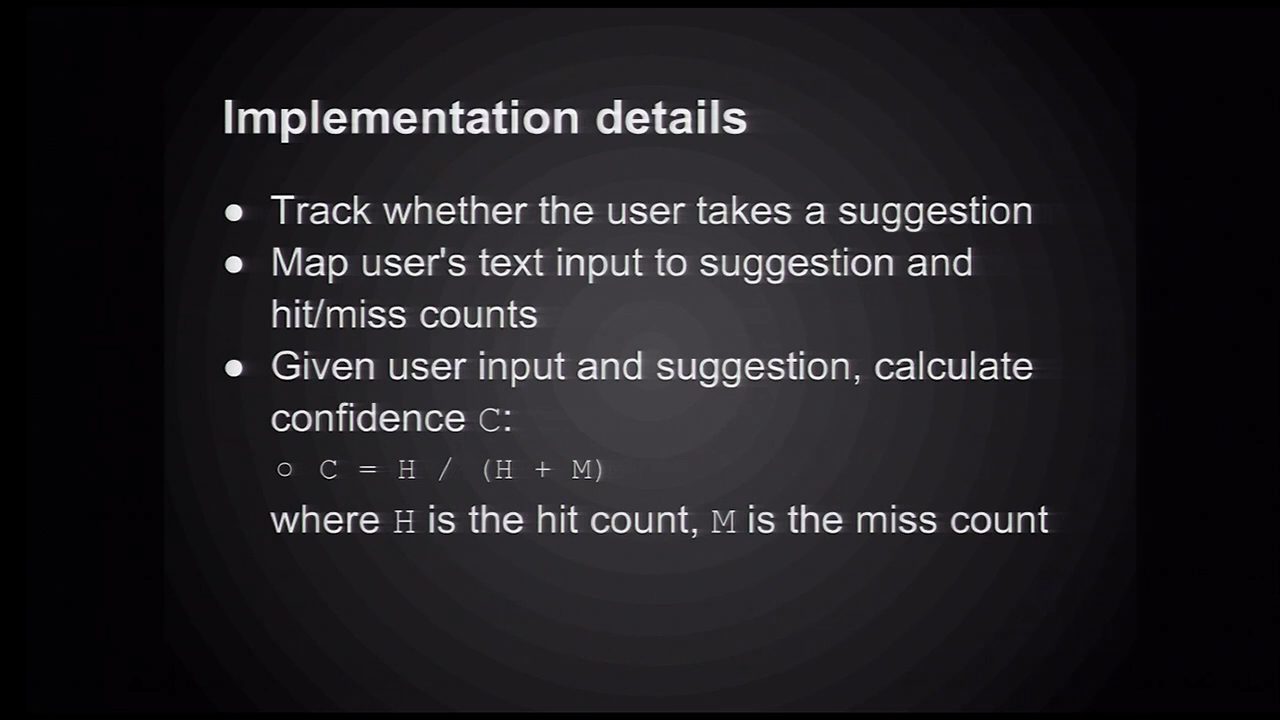 Implementation details
● Track whether the user takes a suggestion
● Map user's text input to suggestion and
hit/miss counts
● Given user input and suggestion, calculate
confidence C:
○ C = H / (H + M)
where H is the hit count, M is the miss count